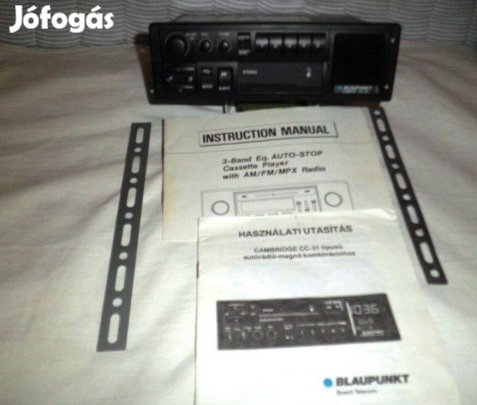 Jófogás
STEREO
INSTRUCTION MANUAL
3-Band Eq, AUTO-STOP
Cassette Player
with AM/FM/MPX Radio
HASZNÁLATI UTASÍTÁS
CAMBRIDGE CC-31 típusú
autórádió-magnó kombinációhoz
BLAUPUNKT
Bosch Telecom